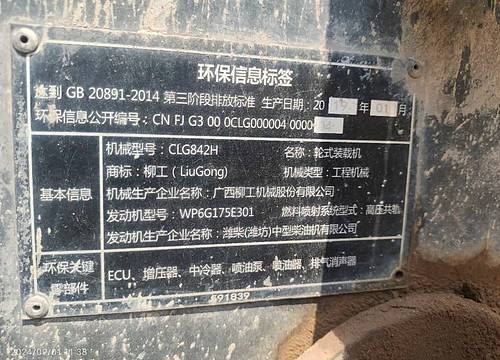 环保信息标签
达到 GB 20891-2014 第三阶段排放标准 生产日期：20 19 年 01 月
环保信息公开编号：CN FJ G3 00 0CLG000004 0000
机械型号：CLG842H 名称：轮式装载机
商标：柳工（LiuGong） 机械类型：工程机械
基本信息 机械生产企业名称：广西柳工机械股份有限公司
发动机型号：WP6G175E301 燃料喷射系统型式：高压共轨
发动机生产企业名称：潍柴(潍坊)中型柴油机有限公司
环保关键
零部件
ECU、增压器、中冷器、喷油泵、喷油器、排气消声器
591839